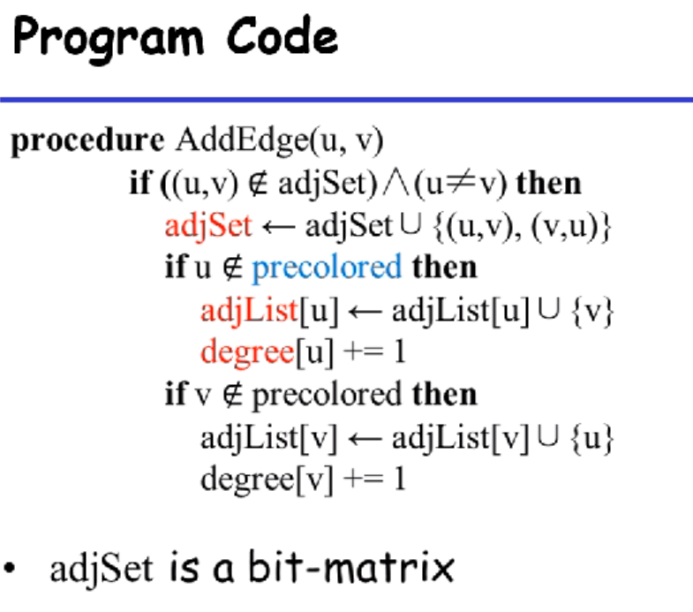 Program Code
procedure AddEdge(u, v)
if ((u,v) ∉ adjSet)∧(u≠v) then
adjSet ← adjSet ∪ {(u,v), (v,u)}
if u ∉ precolored then
adjList[u] ← adjList[u] ∪ {v}
degree[u] += 1
if v ∉ precolored then
adjList[v] ← adjList[v] ∪ {u}
degree[v] += 1
• adjSet is a bit-matrix